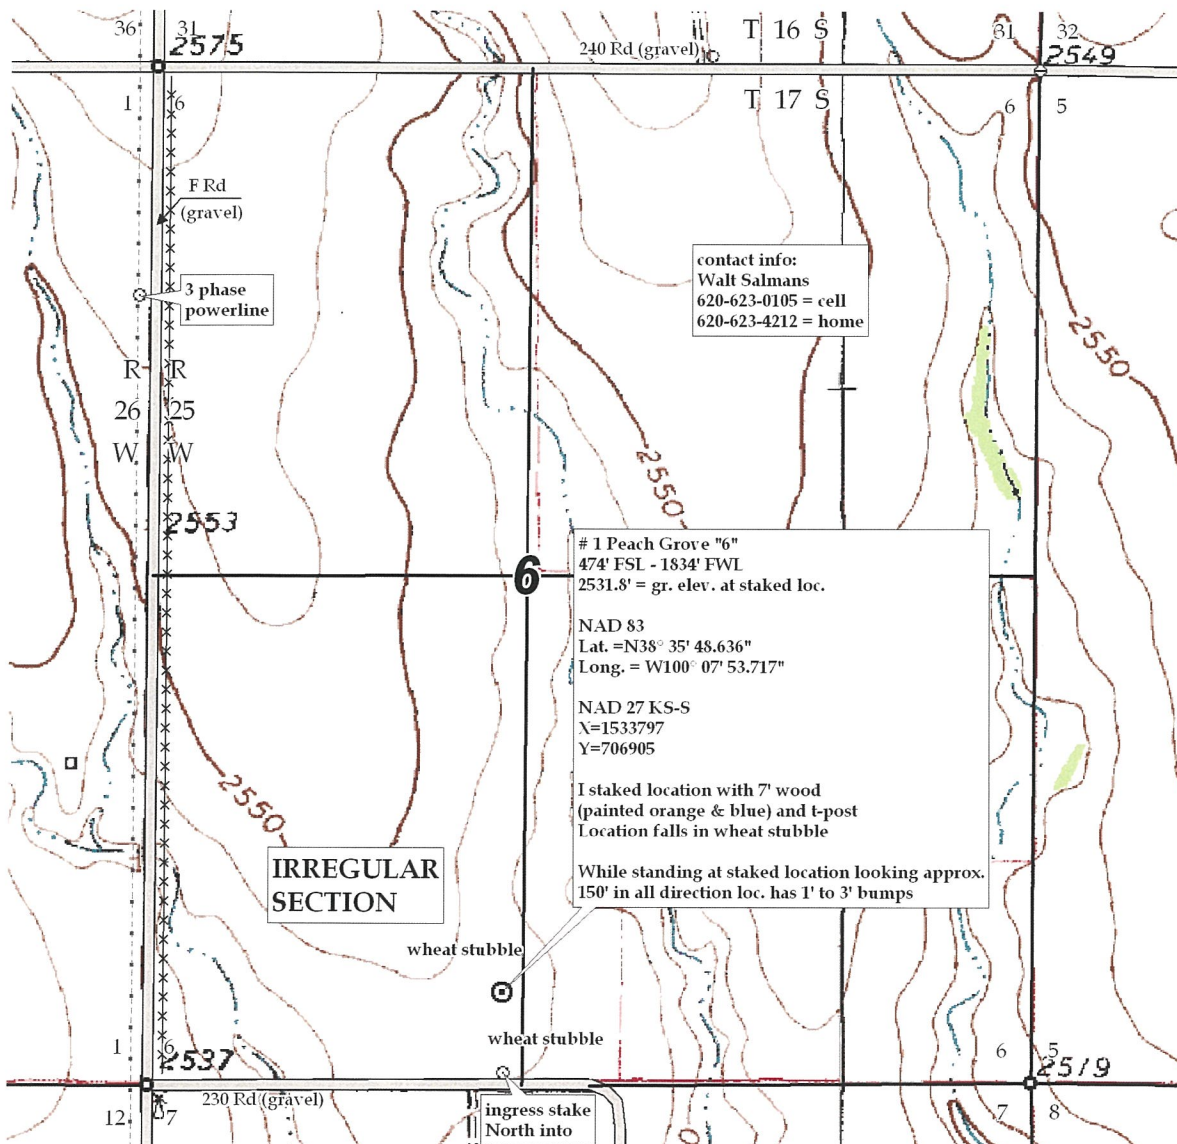 36 31
2575
240 Rd (gravel)
T 16 S
31 32
2549
1 6
T 17 S
6 5
F Rd
(gravel)
contact info:
Walt Salmans
620-623-0105 = cell
620-623-4212 = home
3 phase
powerline
2550
R R
26 25
W W
2550
2553
6
# 1 Peach Grove "6"
474' FSL - 1834' FWL
2531.8' = gr. elev. at staked loc.
NAD 83
Lat. =N38° 35' 48.636"
Long. = W100° 07' 53.717"
NAD 27 KS-S
X=1533797
Y=706905
I staked location with 7' wood
(painted orange & blue) and t-post
Location falls in wheat stubble
While standing at staked location looking approx.
150' in all direction loc. has 1' to 3' bumps
2550
IRREGULAR
SECTION
wheat stubble
wheat stubble
1 6
2537
6 5
2519
230 Rd (gravel)
12 7
7 8
ingress stake
North into